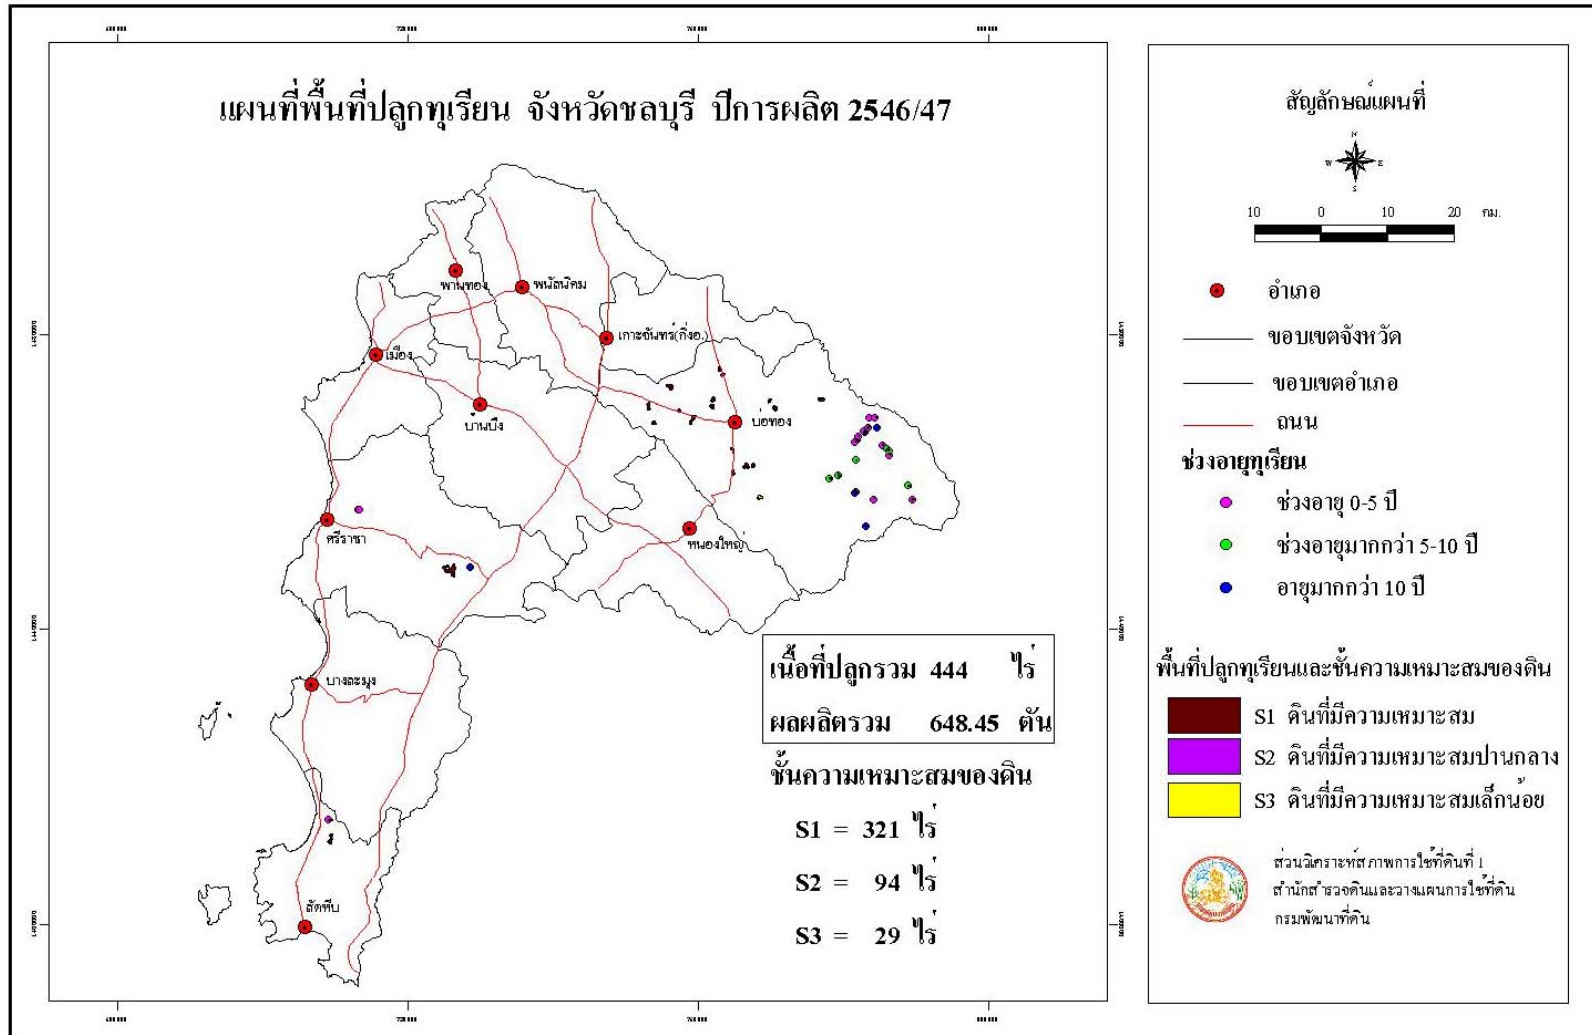 แผนที่พื้นที่ปลูกทุเรียน จังหวัดชลบุรี ปีการผลิต 2546/47
พานทอง
พนัสนิคม
เกาะจันทร์(กิ่งอ.)
เมือง
บ้านบึง
บ่อทอง
ศรีราชา
หนองใหญ่
บางละมุง
สัตหีบ
เนื้อที่ปลูกรวม 444 ไร่
ผลผลิตรวม 648.45 ตัน
ชั้นความเหมาะสมของดิน
S1 = 321 ไร่
S2 = 94 ไร่
S3 = 29 ไร่
สัญลักษณ์แผนที่
N
W E
S
10 0 10 20 กม.
อำเภอ
ขอบเขตจังหวัด
ขอบเขตอำเภอ
ถนน
ช่วงอายุทุเรียน
ช่วงอายุ 0-5 ปี
ช่วงอายุมากกว่า 5-10 ปี
อายุมากกว่า 10 ปี
พื้นที่ปลูกทุเรียนและชั้นความเหมาะสมของดิน
S1 ดินที่มีความเหมาะสม
S2 ดินที่มีความเหมาะสมปานกลาง
S3 ดินที่มีความเหมาะสมเล็กน้อย
ส่วนวิเคราะห์สภาพการใช้ที่ดินที่ 1
สำนักสำรวจดินและวางแผนการใช้ที่ดิน
กรมพัฒนาที่ดิน